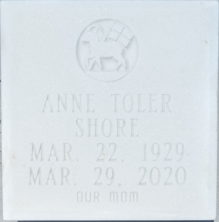 ANNE TOLER
SHORE
MAR. 22, 1929
MAR. 29, 2020
OUR MOM